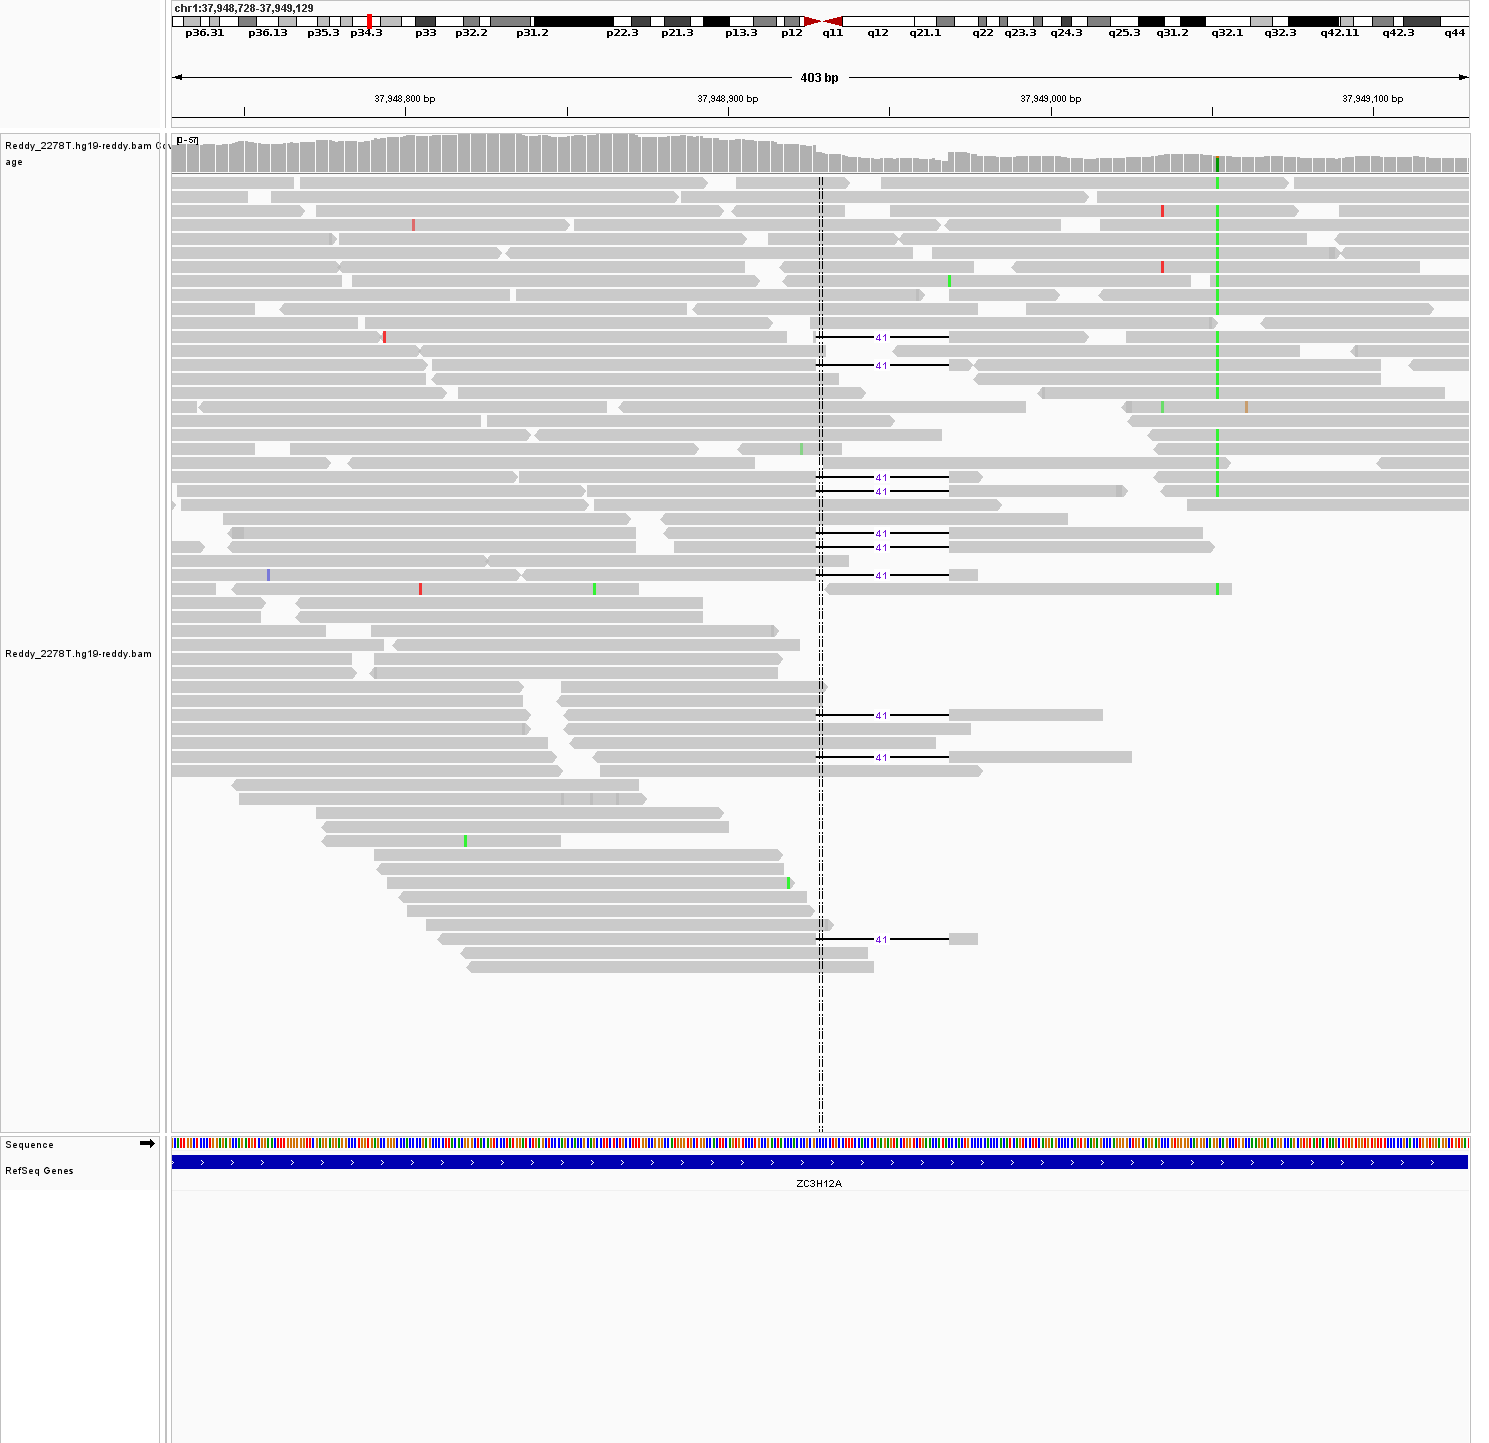 chr1:37,948,728-37,949,129
p36.31 p36.13 p35.3 p34.3 p33 p32.2 p31.2 p22.3 p21.3 p13.3 p12 q11 q12 q21.1 q22 q23.3 q24.3 q25.3 q31.2 q32.1 q32.3 q42.11 q42.3 q44
403 bp
37,948,800 bp 37,948,900 bp 37,949,000 bp 37,949,100 bp
[0-57]
Reddy_2278T.hg19-reddy.bam Cov
age
41
41
41
41
41
41
41
Reddy_2278T.hg19-reddy.bam
41
41
41
Sequence
RefSeq Genes
ZC3H12A